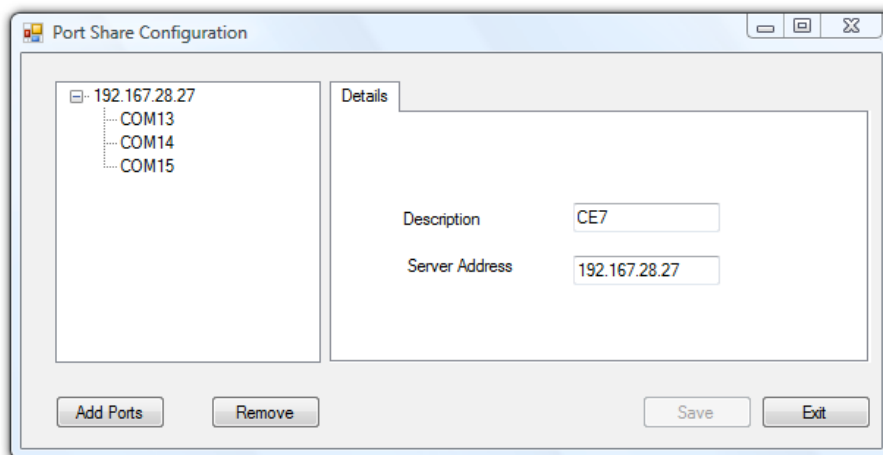 Port Share Configuration
192.167.28.27
COM13
COM14
COM15
Details
Description
CE7
Server Address
192.167.28.27
Add Ports
Remove
Save
Exit